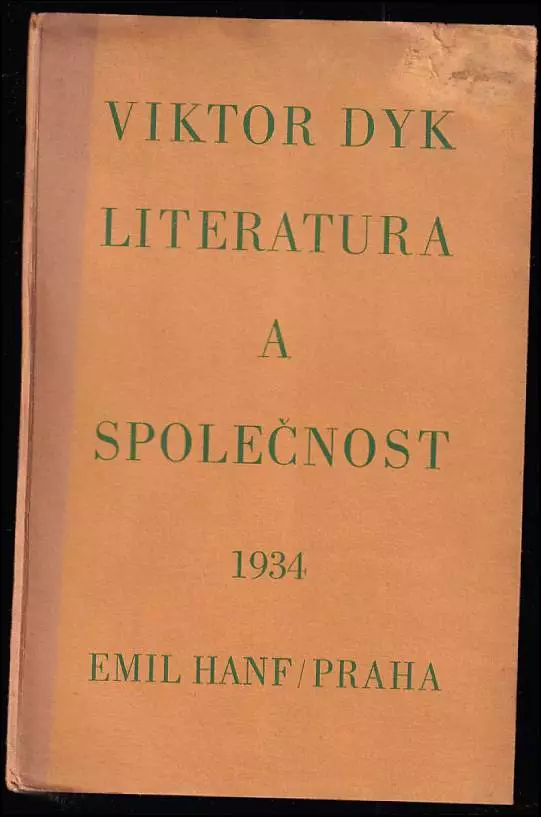 VIKTOR DYK
LITERATURA
A
SPOLEČNOST
1934
EMIL HANF/PRAHA